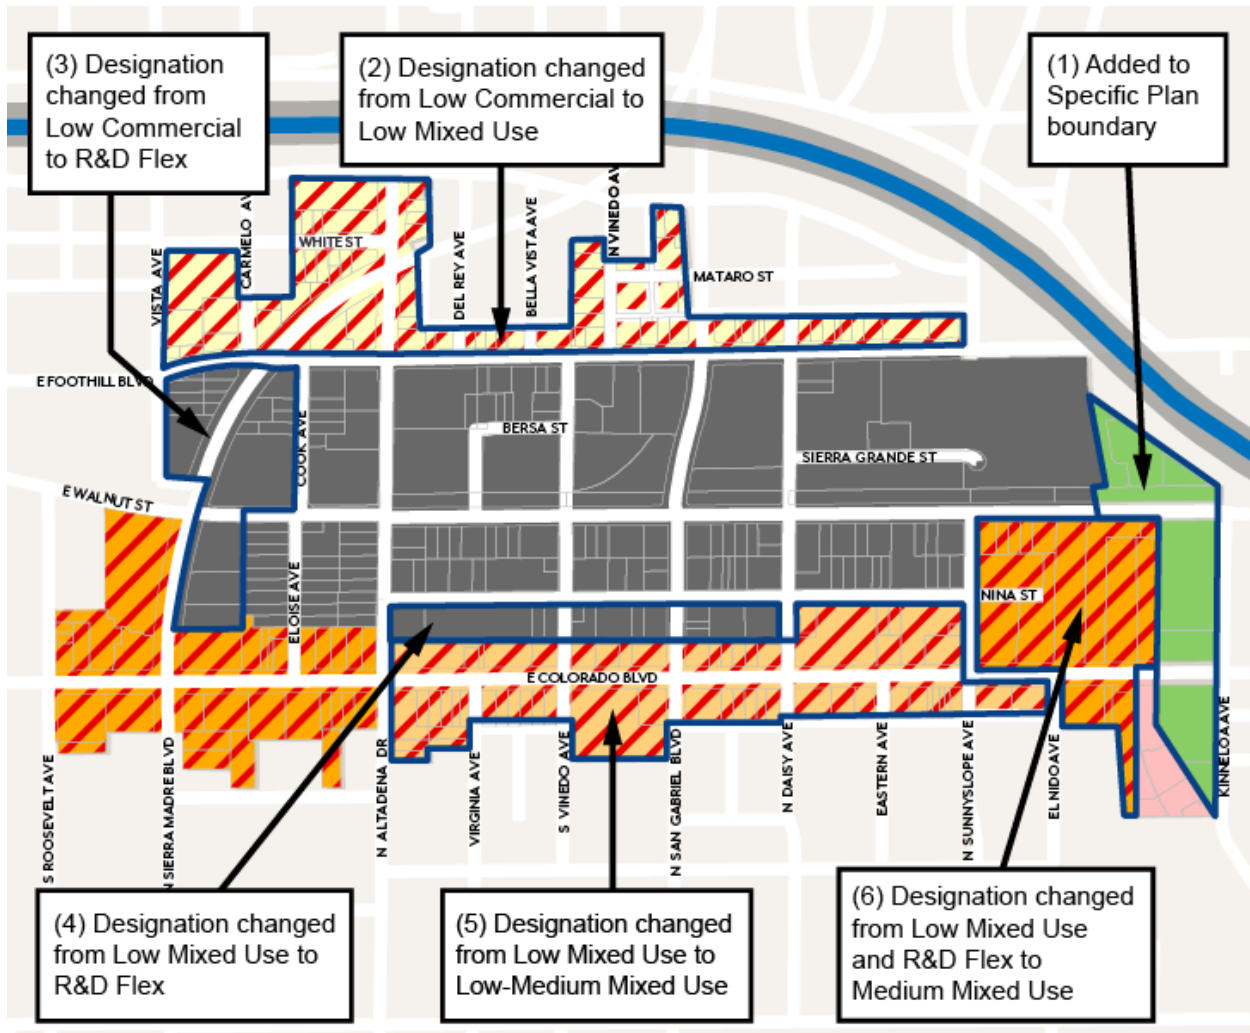 (3) Designation
changed from
Low Commercial
to R&D Flex
(2) Designation changed
from Low Commercial to
Low Mixed Use
(1) Added to
Specific Plan
boundary
VISTA AVE
CARMELO AV
WHITE ST
DEL REY AVE
BELLA VISTA AVE
N VINEDO AV
MATARO ST
E FOOTHILL BLVD
COOK AVE
BERSA ST
SIERRA GRANDE ST
E WALNUT ST
ELOISE AVE
NINA ST
E COLORADO BLVD
S ROOSEVELT AVE
N SIERRA MADRE BLVD
N ALTADENA DR
VIRGINIA AVE
S VINEDO AVE
N SAN GABRIEL BLVD
N DAISY AVE
EASTERN AVE
N SUNNYSLOPE AVE
EL NIDO AVE
KINNELOA AVE
(4) Designation changed
from Low Mixed Use to
R&D Flex
(5) Designation changed
from Low Mixed Use to
Low-Medium Mixed Use
(6) Designation changed
from Low Mixed Use
and R&D Flex to
Medium Mixed Use